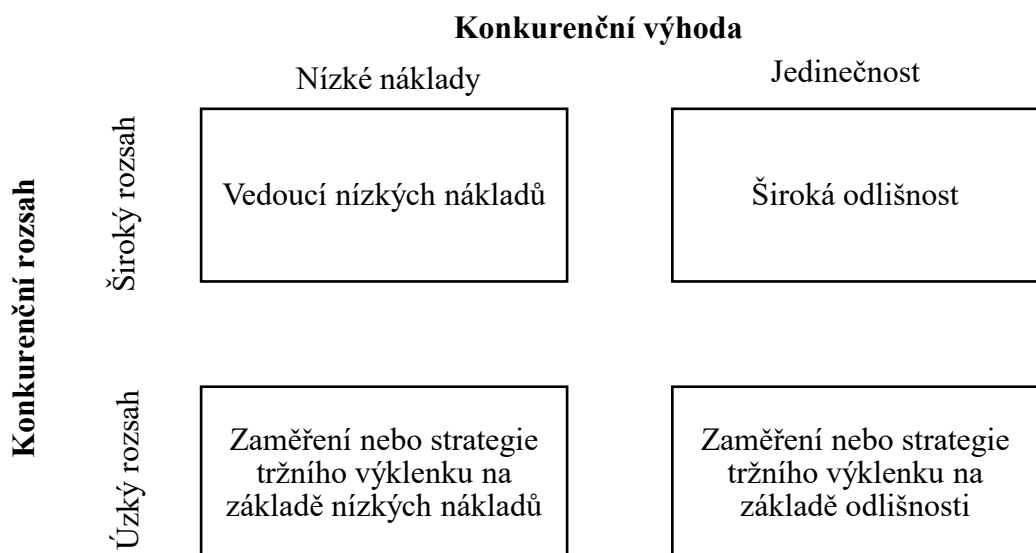 Konkurenční výhoda
Nízké náklady
Jedinečnost
Konkurenční rozsah
Široký rozsah
Vedoucí nízkých nákladů
Široká odlišnost
Úzký rozsah
Zaměření nebo strategie
tržního výklenku na
základě nízkých nákladů
Zaměření nebo strategie
tržního výklenku na
základě odlišnosti